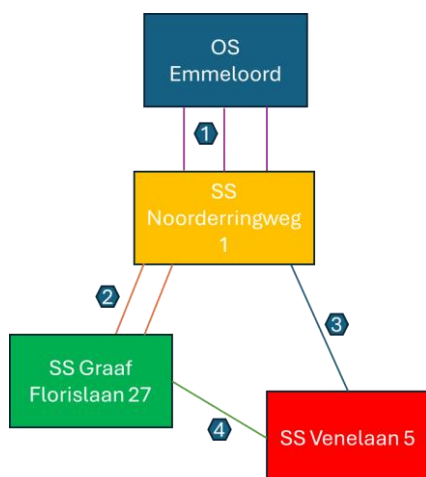 OS
Emmeloord
1
SS
Noorderringweg
1
2
3
SS Graaf
Florislaan 27
4
SS Venelaan 5